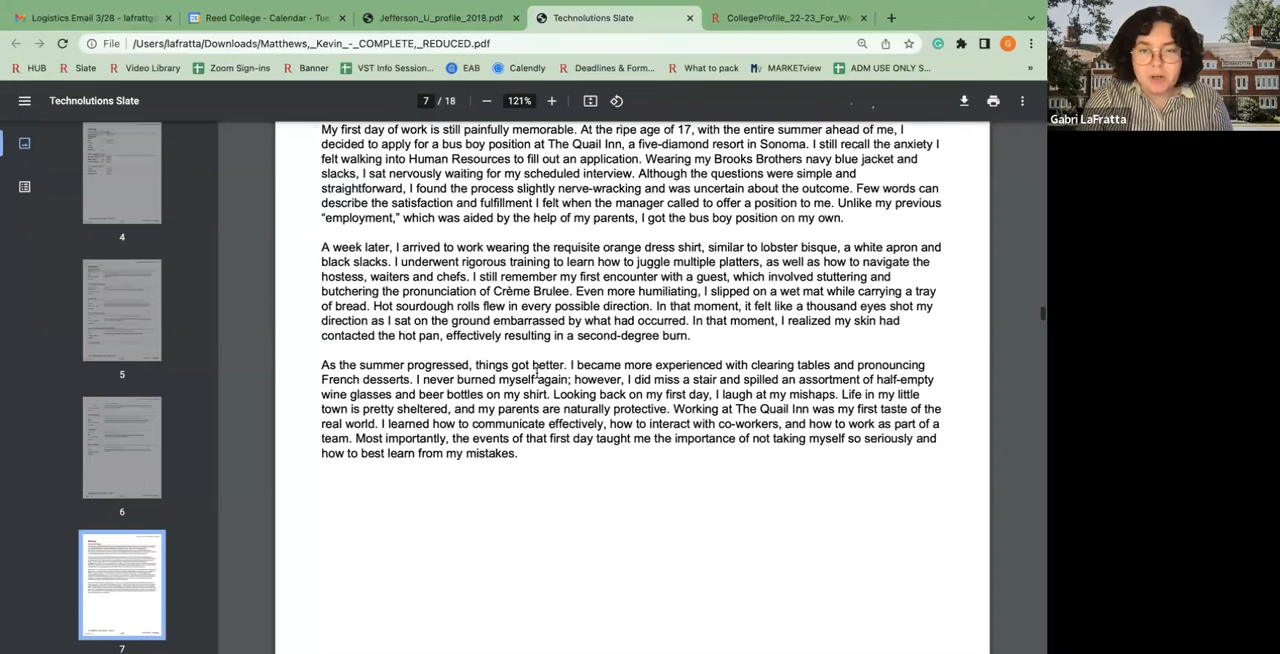 Logistics Email 3/28 - lafrattg
Reed College - Calendar - Tue
Jefferson_U_profile_2018.pdf
Technolutions Slate
CollegeProfile_22-23_For_We
File
/Users/lafratta/Downloads/Matthews,_Kevin_-_COMPLETE,_REDUCED.pdf
HUB
Slate
Video Library
Zoom Sign-ins
Banner
VST Info Session...
CAB
Calendly
Deadlines & Form...
What to pack
MARKETview
ADM USE ONLY S...
»
Technolutions Slate
7 / 18
121%
Gabri LaFratta
My first day of work is still painfully memorable. At the ripe age of 17, with the entire summer ahead of me, I
decided to apply for a bus boy position at The Quail Inn, a five-diamond resort in Sonoma. I still recall the anxiety I
felt walking into Human Resources to fill out an application. Wearing my Brooks Brothers navy blue jacket and
slacks, I sat nervously waiting for my scheduled interview. Although the questions were simple and
straightforward, I found the process slightly nerve-wracking and was uncertain about the outcome. Few words can
describe the satisfaction and fulfillment I felt when the manager called to offer a position to me. Unlike my previous
“employment,” which was aided by the help of my parents, I got the bus boy position on my own.
A week later, I arrived to work wearing the requisite orange dress shirt, similar to lobster bisque, a white apron and
black slacks. I underwent rigorous training to learn how to juggle multiple platters, as well as how to navigate the
hostess, waiters and chefs. I still remember my first encounter with a guest, which involved stuttering and
butchering the pronunciation of Crème Brulee. Even more humiliating, I slipped on a wet mat while carrying a tray
of bread. Hot sourdough rolls flew in every possible direction. In that moment, it felt like a thousand eyes shot my
direction as I sat on the ground embarrassed by what had occurred. In that moment, I realized my skin had
contacted the hot pan, effectively resulting in a second-degree burn.
As the summer progressed, things got better. I became more experienced with clearing tables and pronouncing
French desserts. I never burned myself again; however, I did miss a stair and spilled an assortment of half-empty
wine glasses and beer bottles on my shirt. Looking back on my first day, I laugh at my mishaps. Life in my little
town is pretty sheltered, and my parents are naturally protective. Working at The Quail Inn was my first taste of the
real world. I learned how to communicate effectively, how to interact with co-workers, and how to work as part of a
team. Most importantly, the events of that first day taught me the importance of not taking myself so seriously and
how to best learn from my mistakes.
4
5
6
7